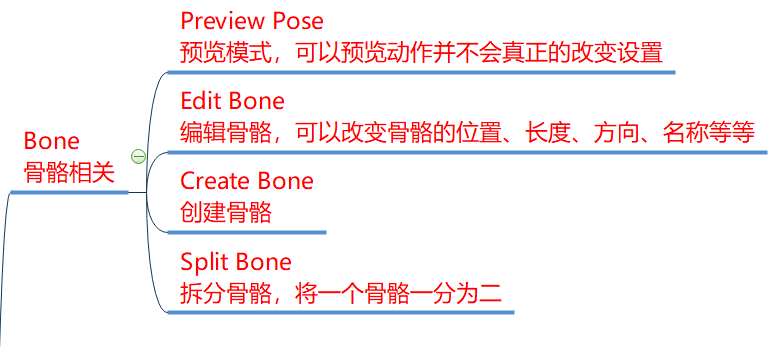 Preview Pose
预览模式，可以预览动作并不会真正的改变设置
Edit Bone
编辑骨骼，可以改变骨骼的位置、长度、方向、名称等等
Bone
骨骼相关
Create Bone
创建骨骼
Split Bone
拆分骨骼，将一个骨骼一分为二